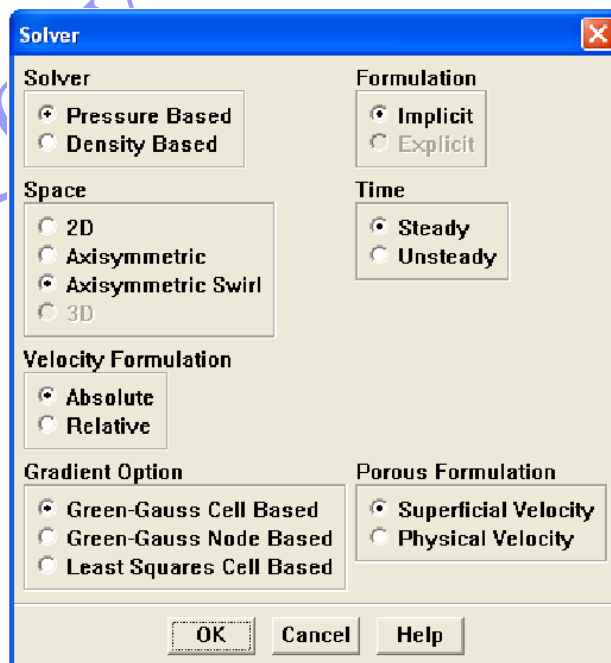 Solver
Solver
Pressure Based
Density Based
Formulation
Implicit
Explicit
Space
2D
Axisymmetric
Axisymmetric Swirl
3D
Time
Steady
Unsteady
Velocity Formulation
Absolute
Relative
Gradient Option
Green-Gauss Cell Based
Green-Gauss Node Based
Least Squares Cell Based
Porous Formulation
Superficial Velocity
Physical Velocity
OK
Cancel
Help